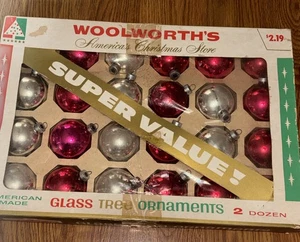 WOOLWORTH'S
America's Christmas Store
$2.19
SUPER VALUE!
AMERICAN
MADE
GLASS TREE ORNAMENTS
2 DOZEN